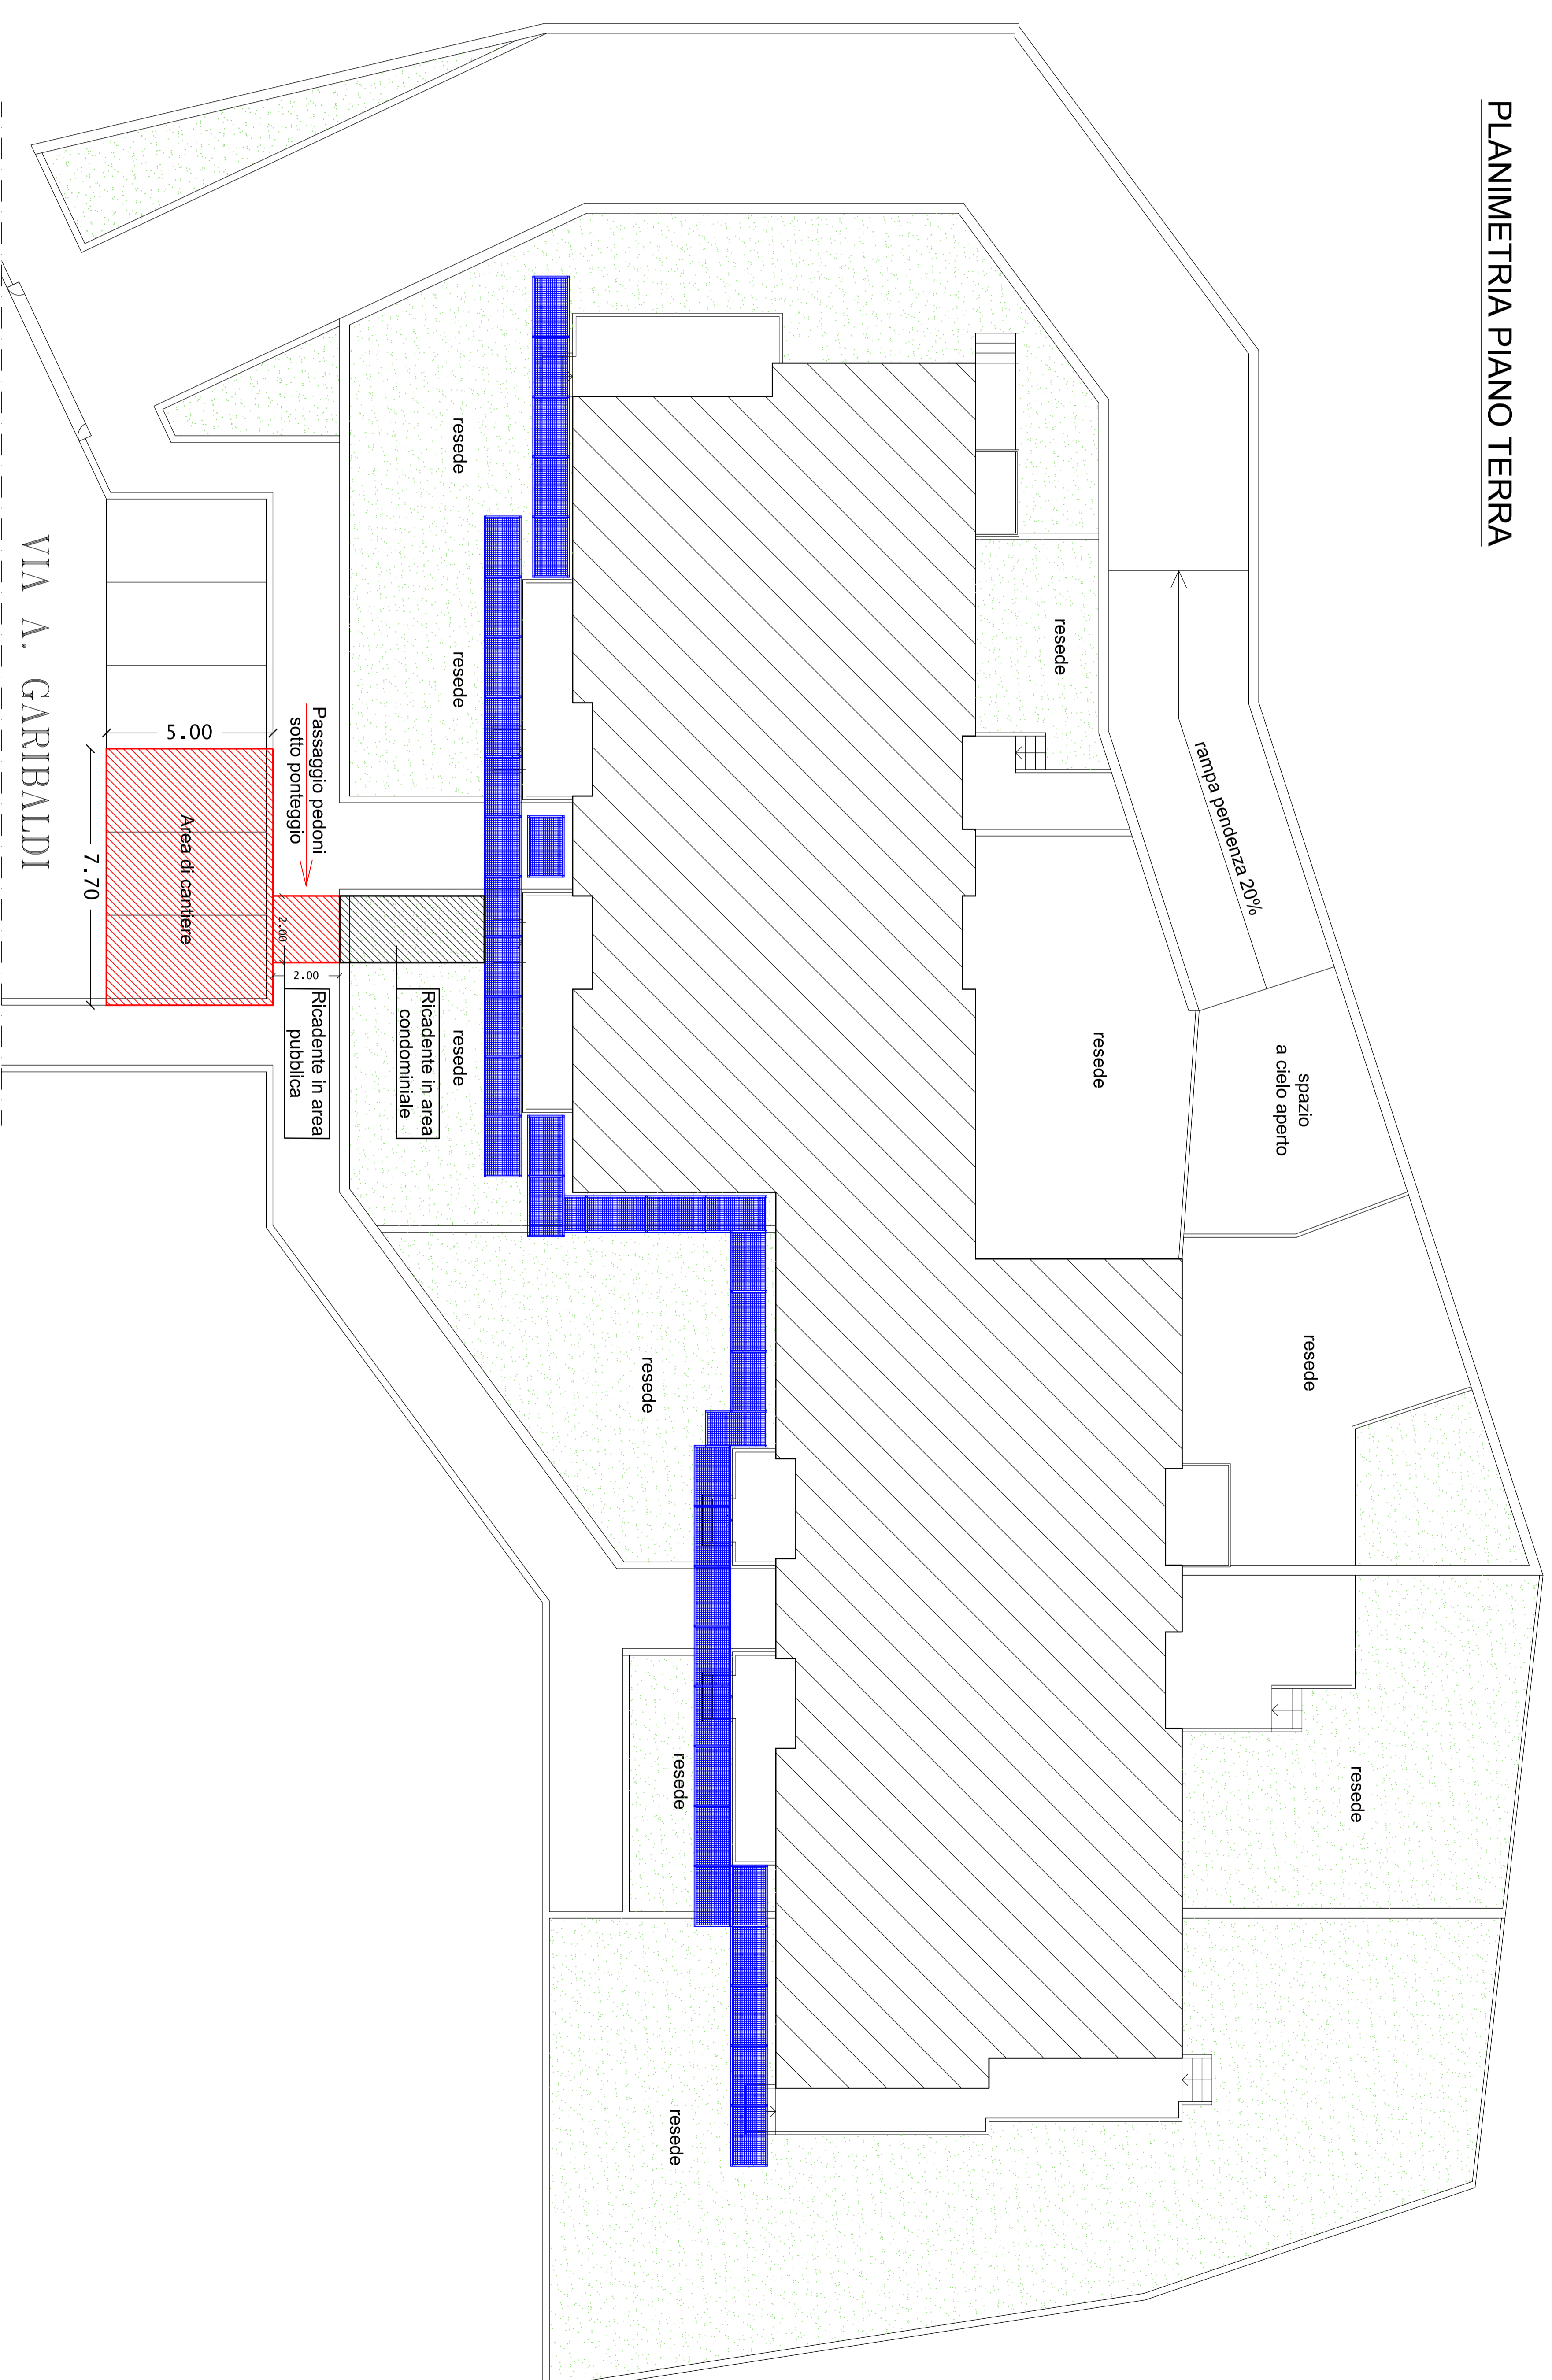 PLANIMETRIA PIANO TERRA
rampa pendenza 20%
spazio
a cielo aperto
resede
resede
resede
resede
resede
resede
resede
resede
resede
resede
Ricadente in area
condominiale
Ricadente in area
pubblica
Passaggio pedoni
sotto ponteggio
2.00
2.00
5.00
Area di cantiere
7.70
VIA A. GARIBALDI